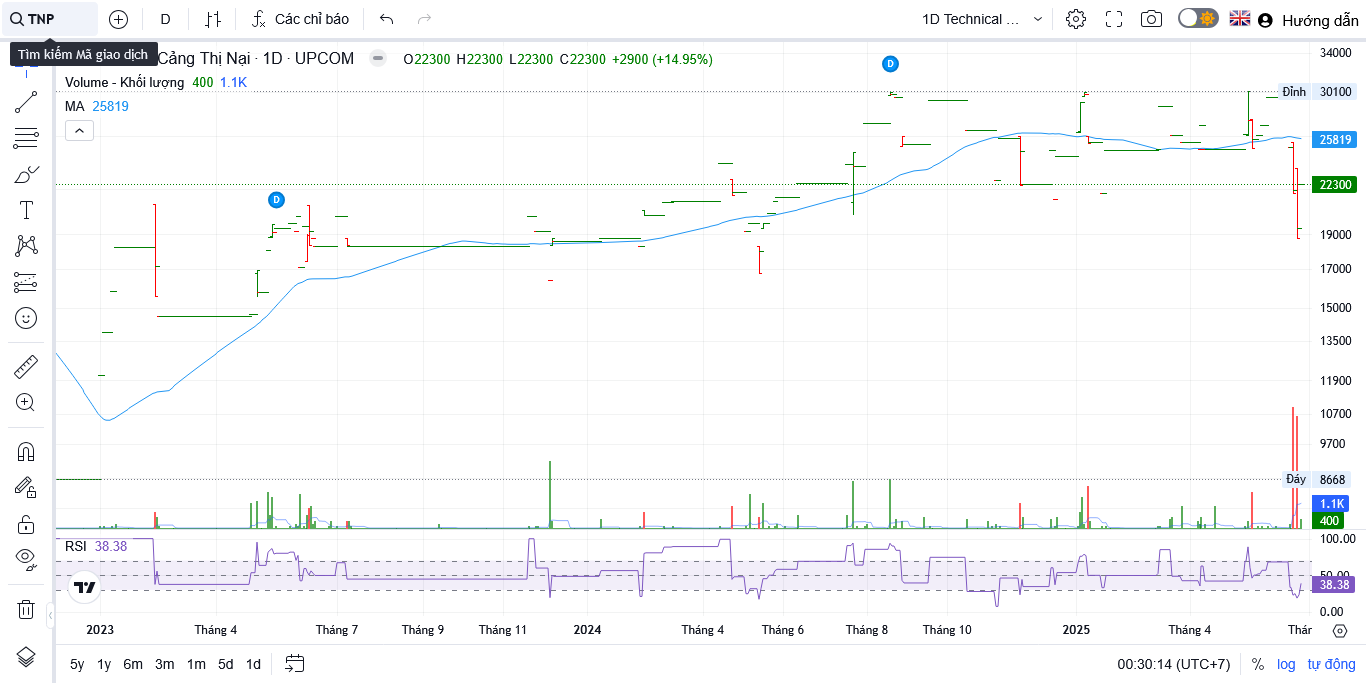 TNP
D
Các chỉ báo
1D Technical ...
Hướng dẫn
Tìm kiếm Mã giao dịch
Cảng Thị Nại · 1D · UPCOM
O22300 H22300 L22300 C22300 +2900 (+14.95%)
Volume - Khối lượng 400 1.1K
MA 25819
D
D
34000
Đỉnh 30100
25819
22300
19000
17000
15000
13500
11900
10700
9700
Đáy 8668
1.1K
400
RSI 38.38
100.00
50.00
38.38
0.00
2023 Tháng 4 Tháng 7 Tháng 9 Tháng 11 2024 Tháng 4 Tháng 6 Tháng 8 Tháng 10 2025 Tháng 4 Thár
5y 1y 6m 3m 1m 5d 1d
00:30:14 (UTC+7) % log tự động